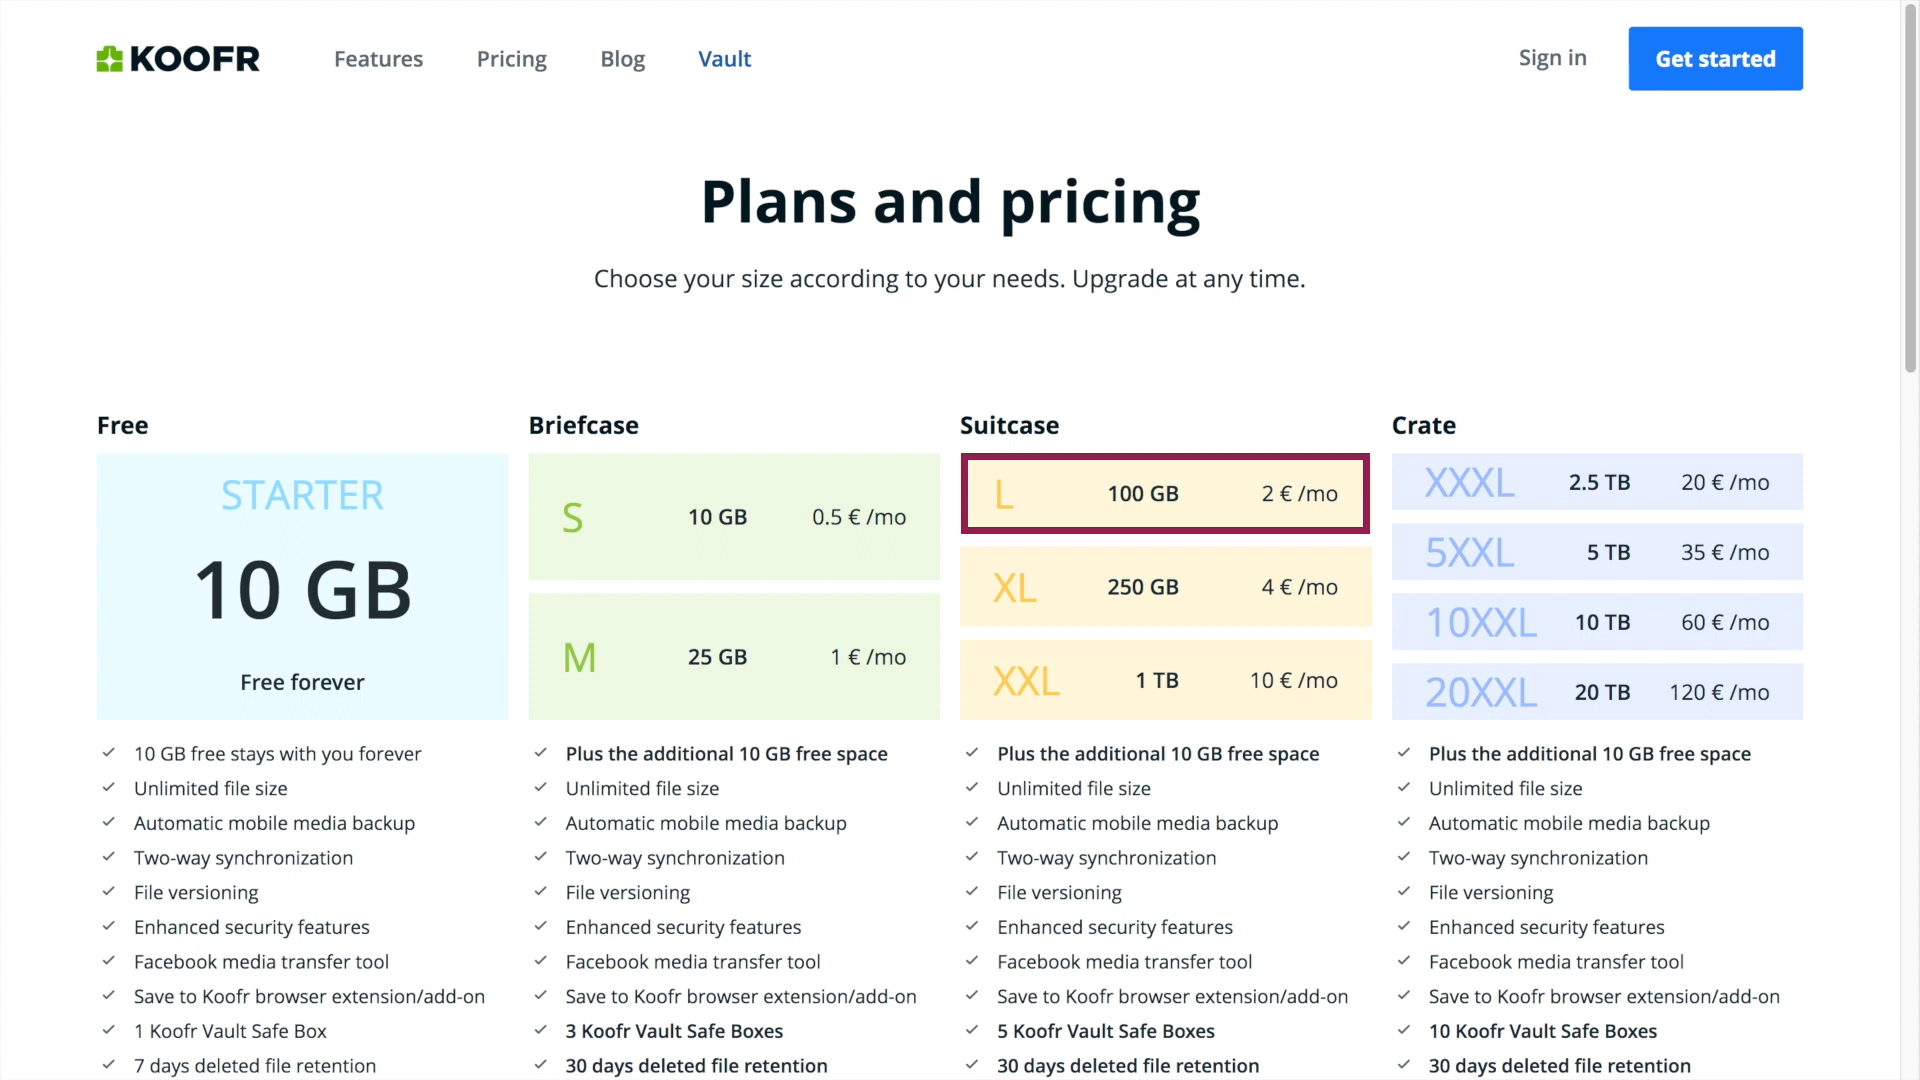 KOOFR
Features
Pricing
Blog
Vault
Sign in
Get started
Plans and pricing
Choose your size according to your needs. Upgrade at any time.
Free
STARTER
10 GB
Free forever
10 GB free stays with you forever
Unlimited file size
Automatic mobile media backup
Two-way synchronization
File versioning
Enhanced security features
Facebook media transfer tool
Save to Koofr browser extension/add-on
1 Koofr Vault Safe Box
7 days deleted file retention
Briefcase
S 10 GB 0.5 € /mo
M 25 GB 1 € /mo
Plus the additional 10 GB free space
Unlimited file size
Automatic mobile media backup
Two-way synchronization
File versioning
Enhanced security features
Facebook media transfer tool
Save to Koofr browser extension/add-on
3 Koofr Vault Safe Boxes
30 days deleted file retention
Suitcase
L 100 GB 2 € /mo
XL 250 GB 4 € /mo
XXL 1 TB 10 € /mo
Plus the additional 10 GB free space
Unlimited file size
Automatic mobile media backup
Two-way synchronization
File versioning
Enhanced security features
Facebook media transfer tool
Save to Koofr browser extension/add-on
5 Koofr Vault Safe Boxes
30 days deleted file retention
Crate
XXXL 2.5 TB 20 € /mo
5XXL 5 TB 35 € /mo
10XXL 10 TB 60 € /mo
20XXL 20 TB 120 € /mo
Plus the additional 10 GB free space
Unlimited file size
Automatic mobile media backup
Two-way synchronization
File versioning
Enhanced security features
Facebook media transfer tool
Save to Koofr browser extension/add-on
10 Koofr Vault Safe Boxes
30 days deleted file retention